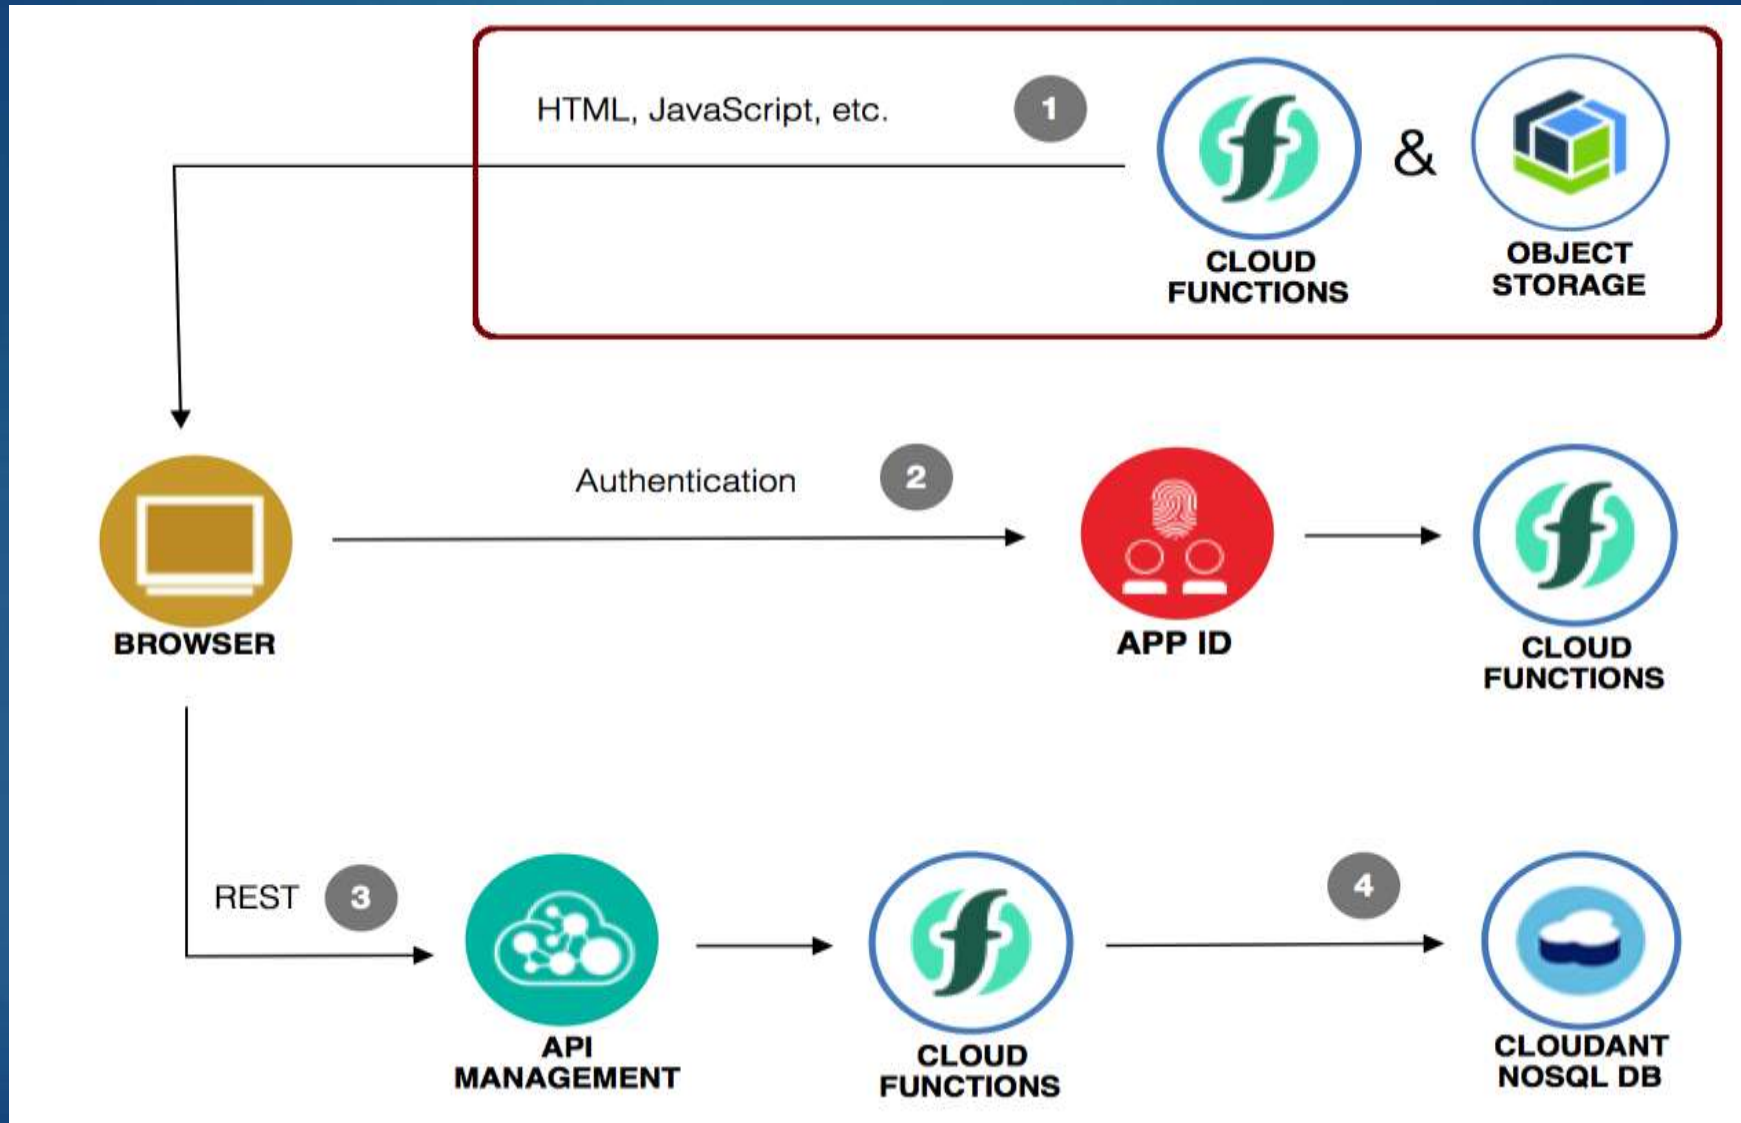 HTML, JavaScript, etc.
1
&
CLOUD
FUNCTIONS
OBJECT
STORAGE
Authentication
2
BROWSER
APP ID
CLOUD
FUNCTIONS
REST
3
4
API
MANAGEMENT
CLOUD
FUNCTIONS
CLOUDANT
NOSQL DB